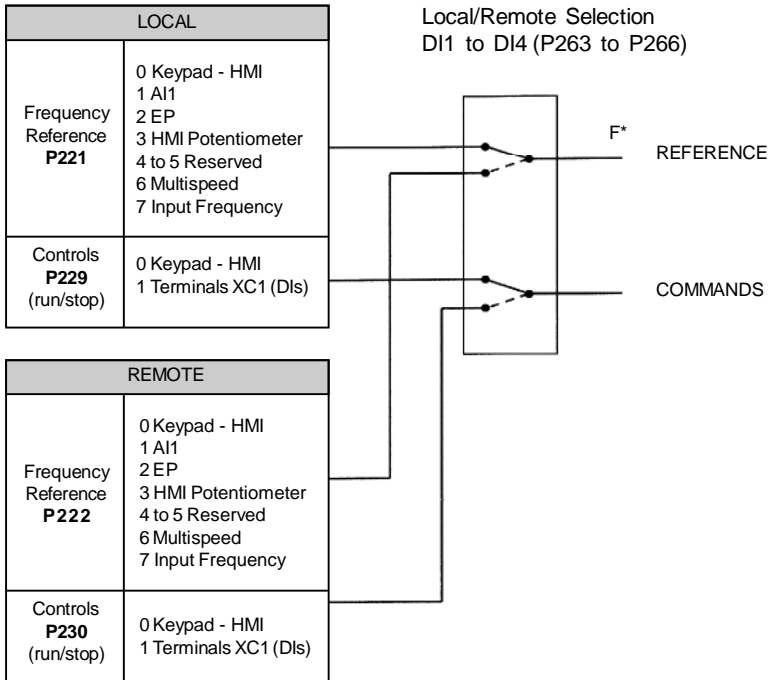 LOCAL
Frequency
Reference
P221
0 Keypad - HMI
1 AI1
2 EP
3 HMI Potentiometer
4 to 5 Reserved
6 Multispeed
7 Input Frequency
Controls
P229
(run/stop)
0 Keypad - HMI
1 Terminals XC1 (DIs)
Local/Remote Selection
DI1 to DI4 (P263 to P266)
F*
REFERENCE
COMMANDS
REMOTE
Frequency
Reference
P222
0 Keypad - HMI
1 AI1
2 EP
3 HMI Potentiometer
4 to 5 Reserved
6 Multispeed
7 Input Frequency
Controls
P230
(run/stop)
0 Keypad - HMI
1 Terminals XC1 (DIs)